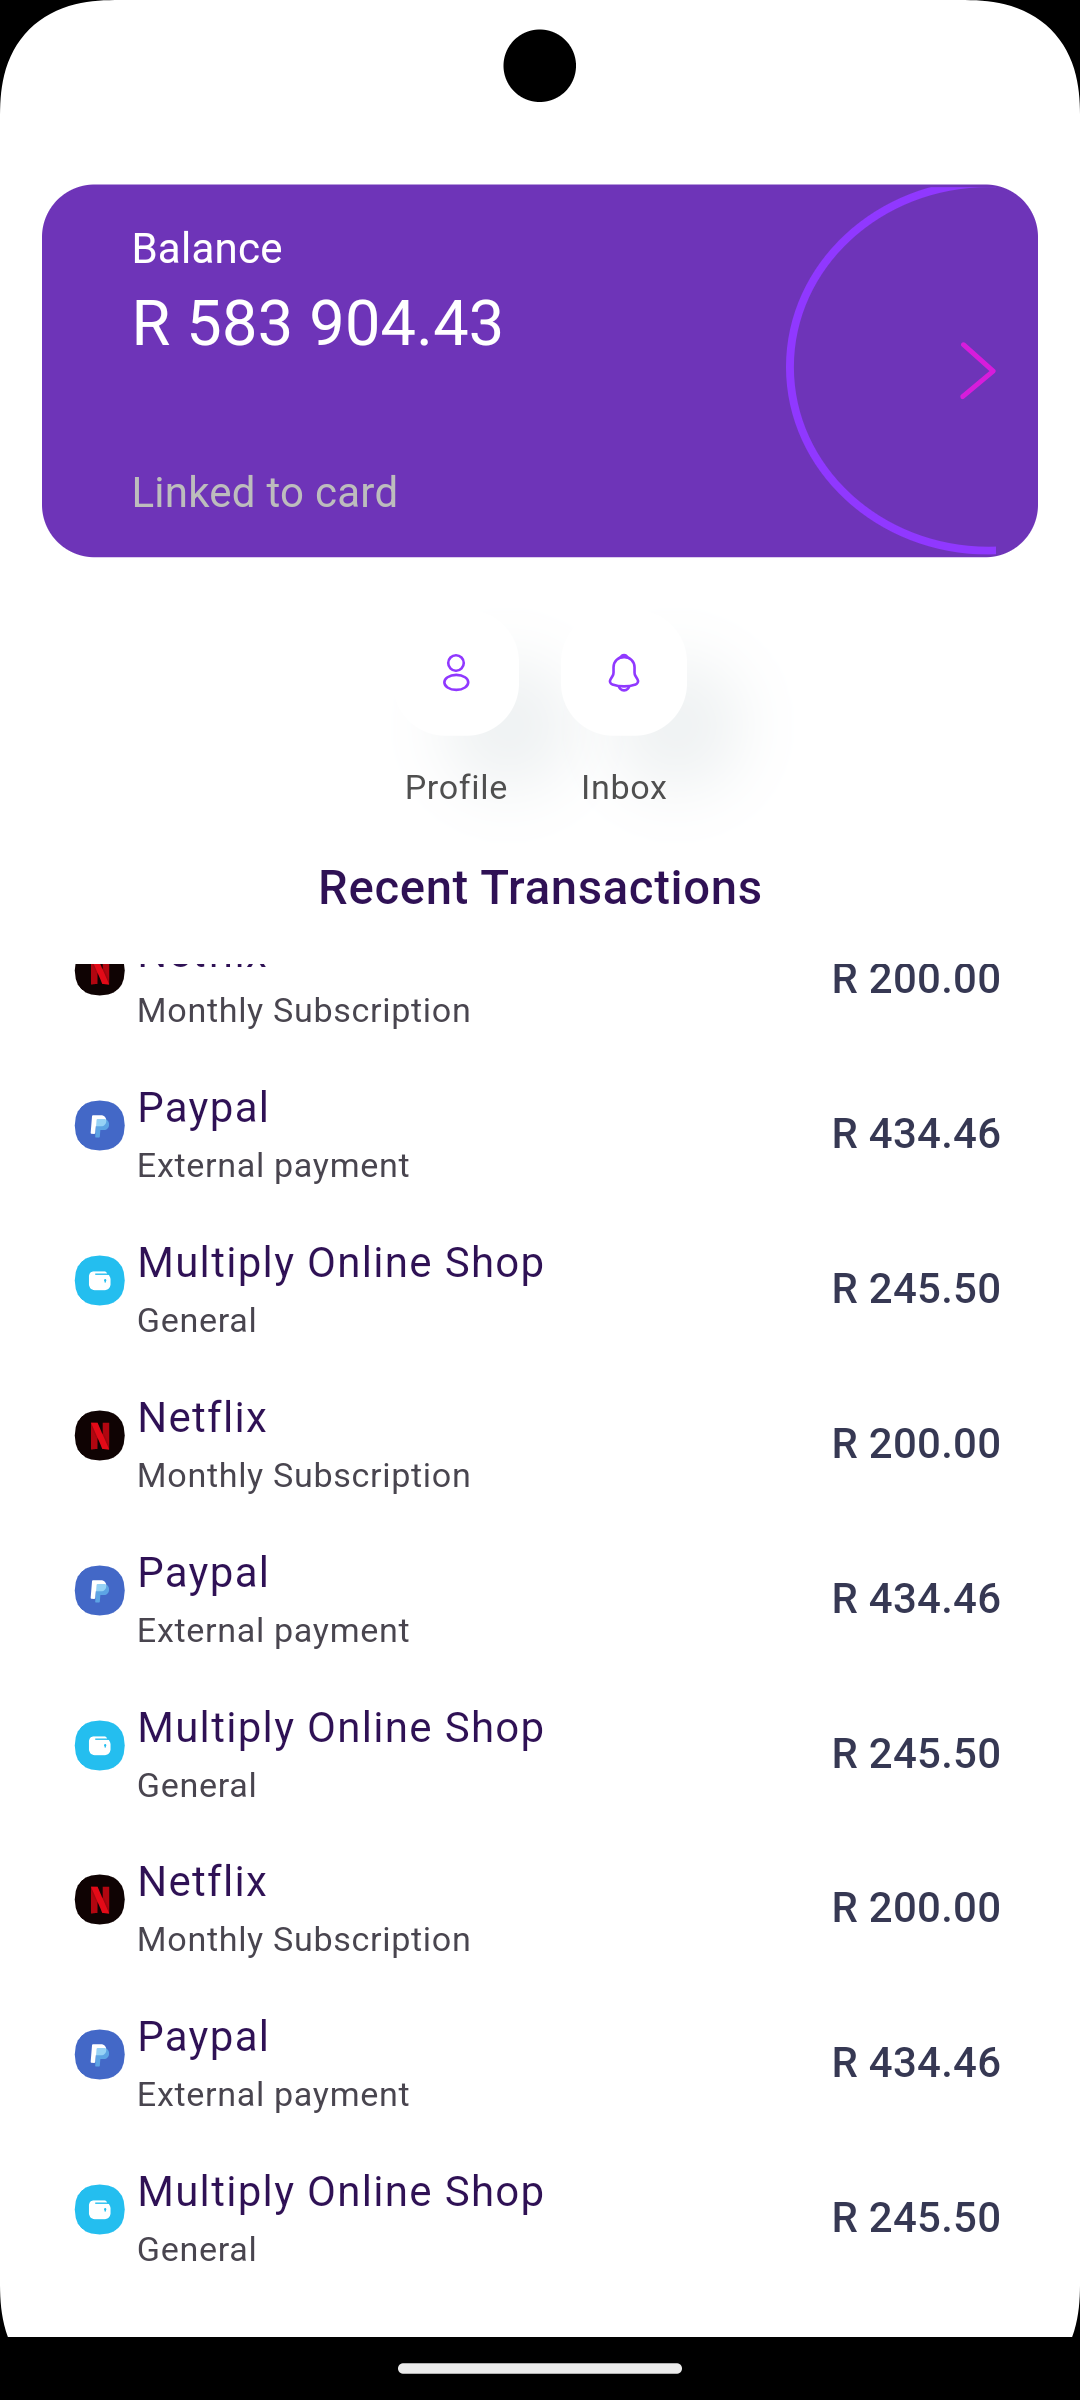 Balance
R 583 904.43
Linked to card
Profile
Inbox
Recent Transactions
Netflix
R 200.00
Monthly Subscription
Paypal
R 434.46
External payment
Multiply Online Shop
R 245.50
General
Netflix
R 200.00
Monthly Subscription
Paypal
R 434.46
External payment
Multiply Online Shop
R 245.50
General
Netflix
R 200.00
Monthly Subscription
Paypal
R 434.46
External payment
Multiply Online Shop
R 245.50
General